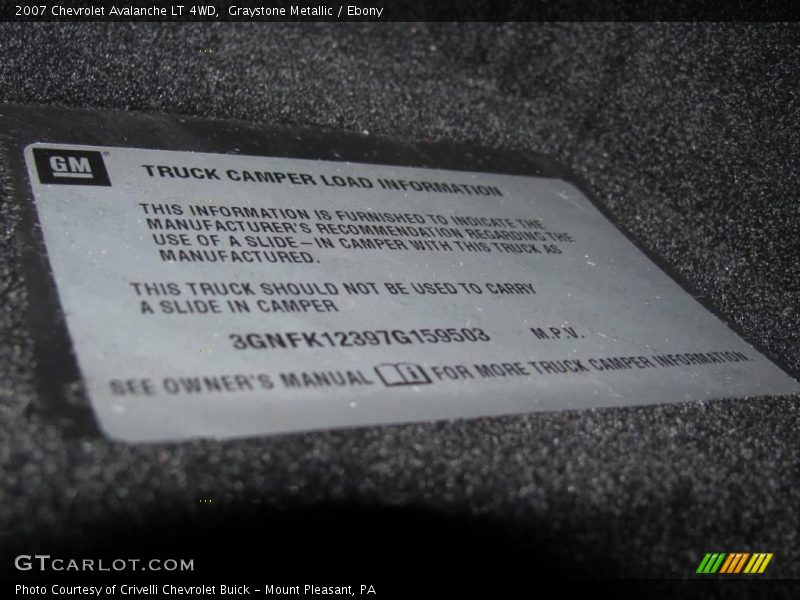 2007 Chevrolet Avalanche LT 4WD,  Graystone Metallic / Ebony
GM
TRUCK CAMPER LOAD INFORMATION
THIS INFORMATION IS FURNISHED TO INDICATE THE
MANUFACTURER'S RECOMMENDATION REGARDING THE
USE OF A SLIDE-IN CAMPER WITH THIS TRUCK AS
MANUFACTURED.
THIS TRUCK SHOULD NOT BE USED TO CARRY
A SLIDE IN CAMPER
3GNFK12397G159503 M.P.V.
SEE OWNER'S MANUAL FOR MORE TRUCK CAMPER INFORMATION
GTCARLOT.COM
Photo Courtesy of Crivelli Chevrolet Buick - Mount Pleasant, PA